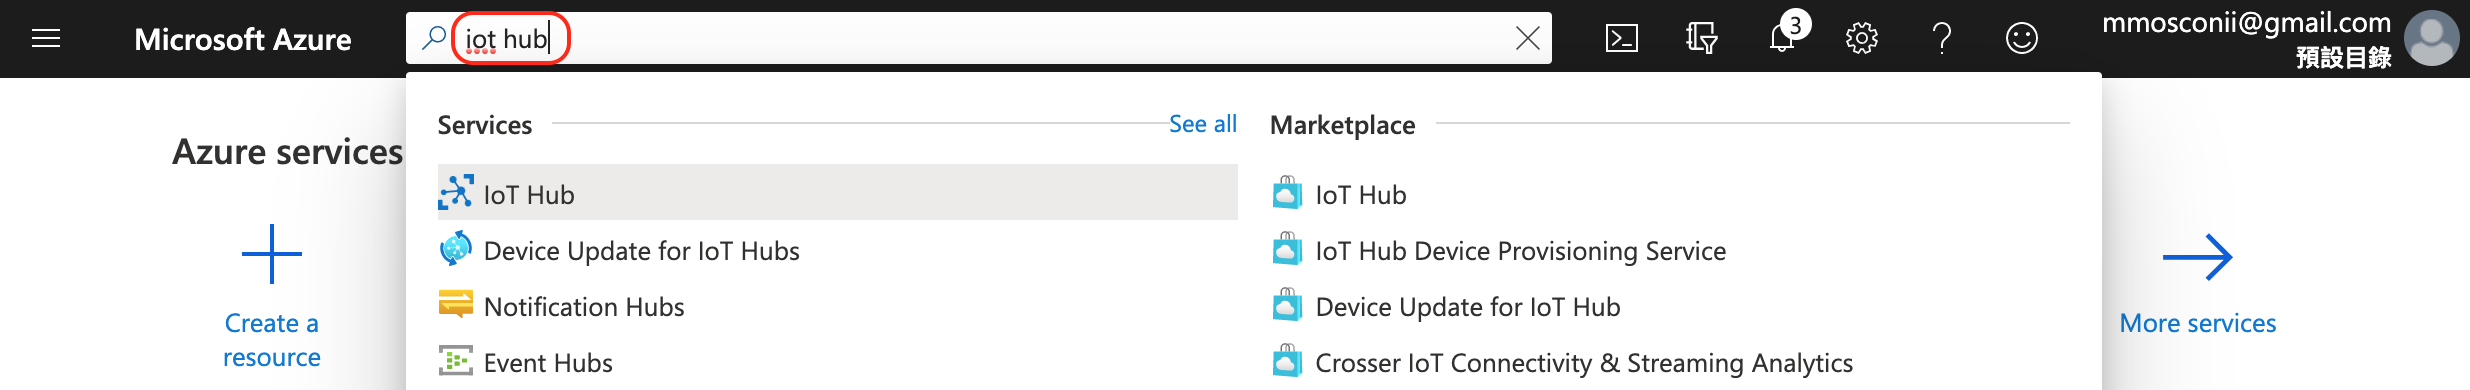 Microsoft Azure
iot hub
3
mmosconii@gmail.com
預設目錄
Azure services
Create a
resource
Services
See all
IoT Hub
Device Update for IoT Hubs
Notification Hubs
Event Hubs
Marketplace
IoT Hub
IoT Hub Device Provisioning Service
Device Update for IoT Hub
Crosser IoT Connectivity & Streaming Analytics
More services